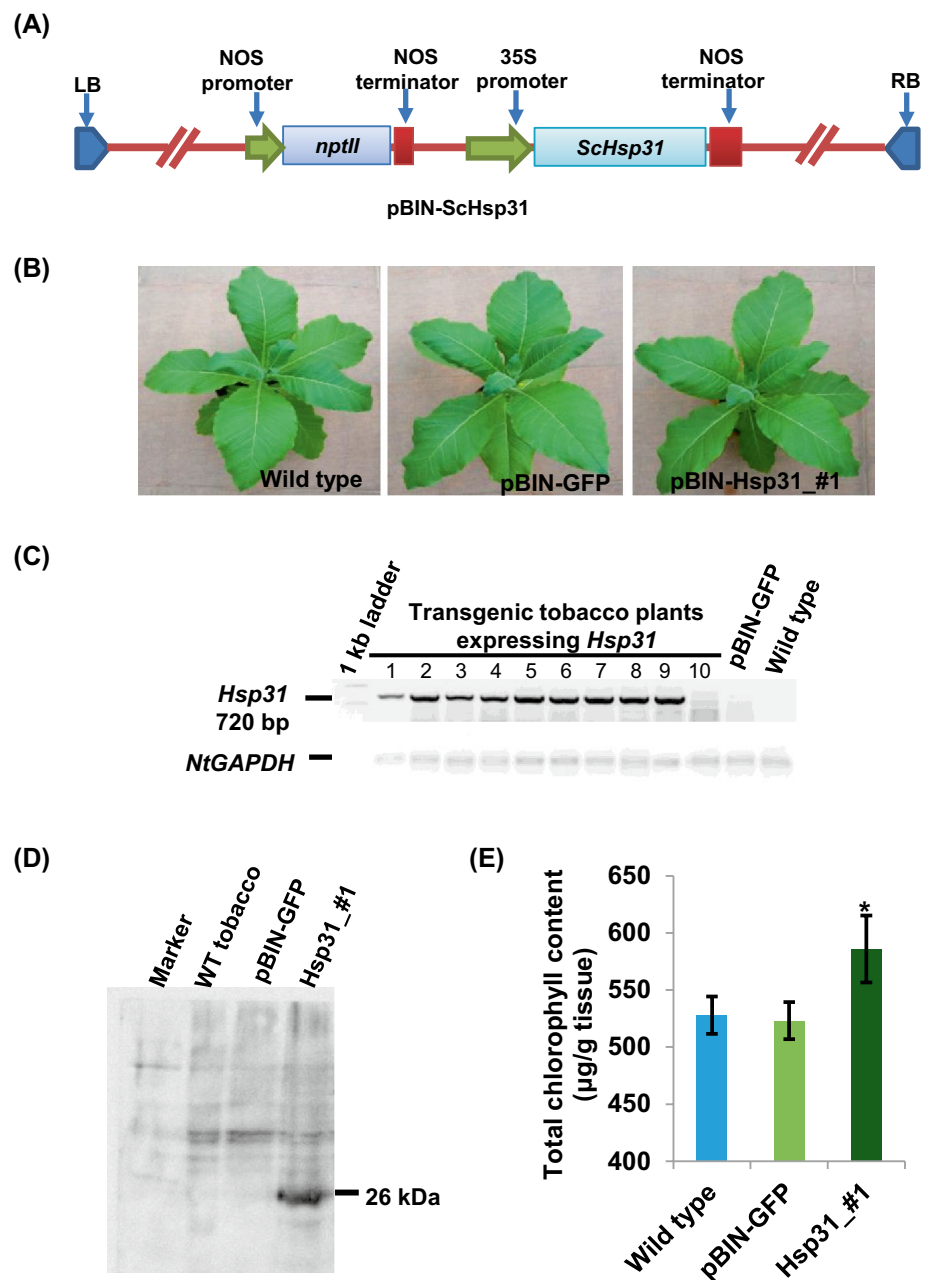 (A)
LB
NOS promoter
NOS terminator
35S promoter
NOS terminator
RB
nptII
ScHsp31
pBIN-ScHsp31
(B)
Wild type
pBIN-GFP
pBIN-Hsp31_#1
(C)
1 kb ladder
Transgenic tobacco plants
expressing Hsp31
pBIN-GFP
Wild type
1 2 3 4 5 6 7 8 9 10
Hsp31
720 bp
NtGAPDH
(D)
Marker
WT tobacco
pBIN-GFP
Hsp31_#1
26 kDa
(E)
Total chlorophyll content
(µg/g tissue)
650
600
550
500
450
400
*
Wild type
pBIN-GFP
Hsp31_#1